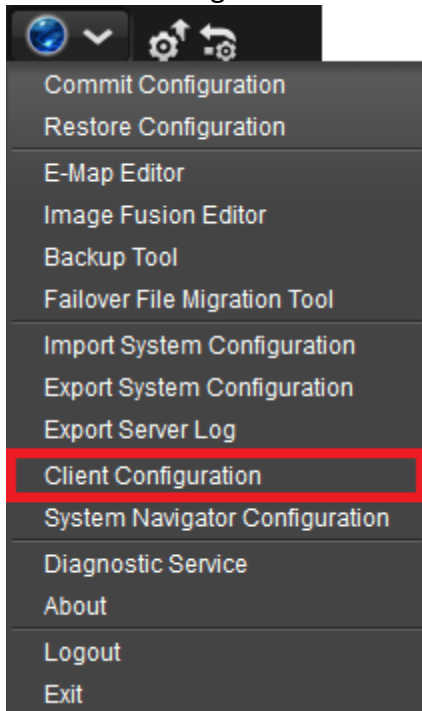 Commit Configuration
Restore Configuration
E-Map Editor
Image Fusion Editor
Backup Tool
Failover File Migration Tool
Import System Configuration
Export System Configuration
Export Server Log
Client Configuration
System Navigator Configuration
Diagnostic Service
About
Logout
Exit